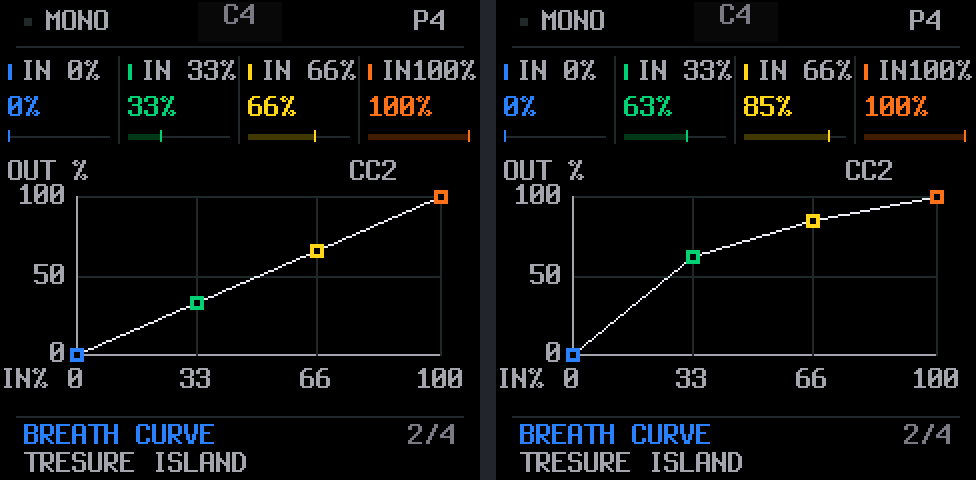 MONO C4 P4
IN 0% IN 33% IN 66% IN100%
0% 33% 66% 100%
OUT % CC2
100
50
0
IN% 0 33 66 100
BREATH CURVE 2/4
TRESURE ISLAND
MONO C4 P4
IN 0% IN 33% IN 66% IN100%
0% 63% 85% 100%
OUT % CC2
100
50
0
IN% 0 33 66 100
BREATH CURVE 2/4
TRESURE ISLAND